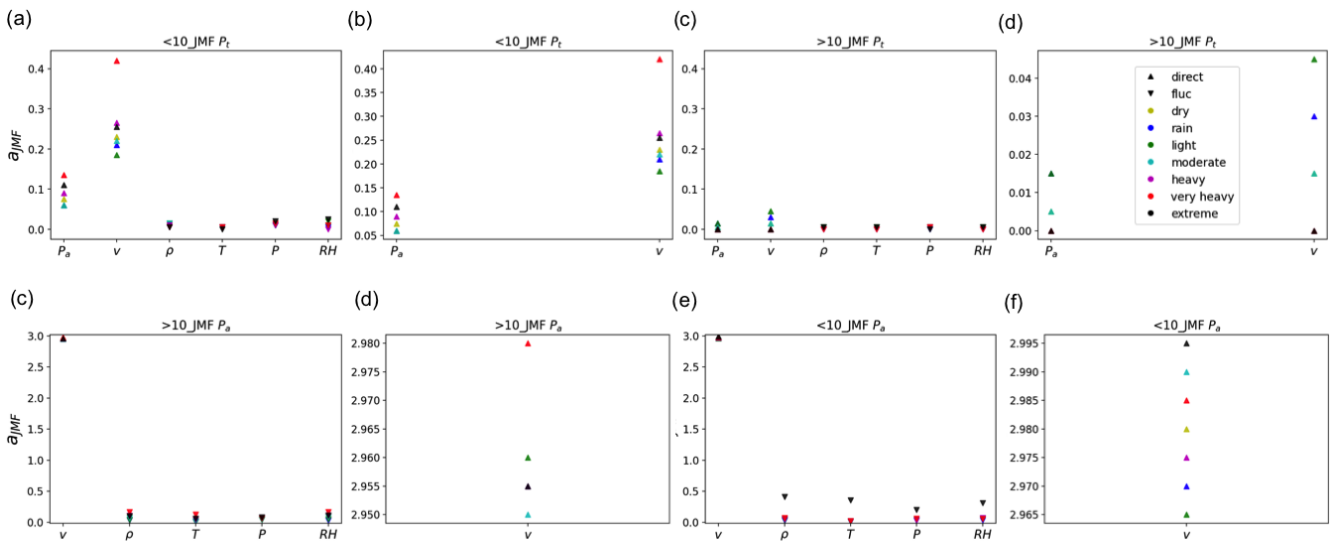 (a) (b) (c) (d)
<10_JMF Pt <10_JMF Pt >10_JMF Pt >10_JMF Pt
aJMF
0.4 0.3 0.2 0.1 0.0
Pa v ρ T P RH
0.40 0.35 0.30 0.25 0.20 0.15 0.10 0.05
Pa v
0.4 0.3 0.2 0.1 0.0
Pa v ρ T P RH
0.04 0.03 0.02 0.01 0.00
Pa v
direct
fluc
dry
rain
light
moderate
heavy
very heavy
extreme
(c) (d) (e) (f)
>10_JMF Pa >10_JMF Pa <10_JMF Pa <10_JMF Pa
aJMF
3.0 2.5 2.0 1.5 1.0 0.5 0.0
v ρ T P RH
2.980 2.975 2.970 2.965 2.960 2.955 2.950
v
3.0 2.5 2.0 1.5 1.0 0.5 0.0
v ρ T P RH
2.995 2.990 2.985 2.980 2.975 2.970 2.965
v